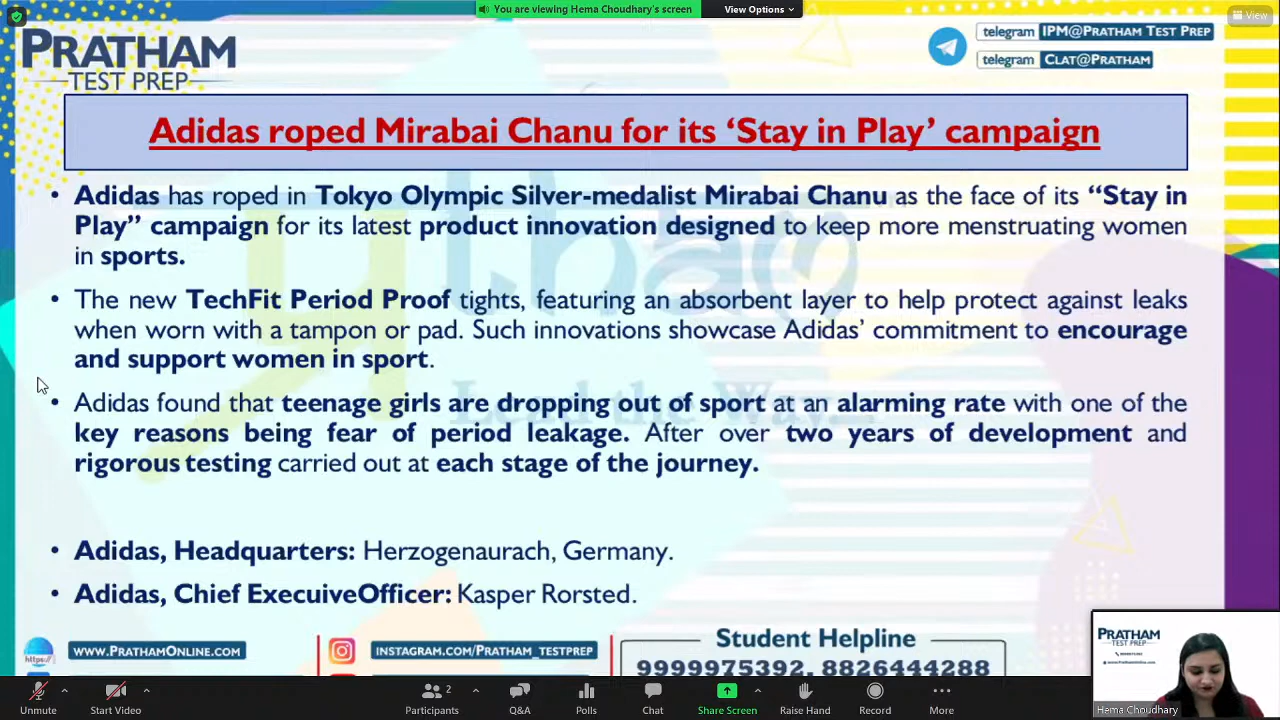 You are viewing Hema Choudhary's screen
View Options
View
PRATHAM
TEST PREP
telegram IPM@PRATHAM TEST PREP
telegram CLAT@PRATHAM
Adidas roped Mirabai Chanu for its ‘Stay in Play’ campaign
• Adidas has roped in Tokyo Olympic Silver-medalist Mirabai Chanu as the face of its “Stay in
Play” campaign for its latest product innovation designed to keep more menstruating women
in sports.
• The new TechFit Period Proof tights, featuring an absorbent layer to help protect against leaks
when worn with a tampon or pad. Such innovations showcase Adidas’ commitment to encourage
and support women in sport.
• Adidas found that teenage girls are dropping out of sport at an alarming rate with one of the
key reasons being fear of period leakage. After over two years of development and
rigorous testing carried out at each stage of the journey.
Lead the Way...
• Adidas, Headquarters: Herzogenaurach, Germany.
• Adidas, Chief ExecuiveOfficer: Kasper Rorsted.
https://
WWW.PRATHAMONLINE.COM
INSTAGRAM.COM/PRATHAM_TESTPREP
Student Helpline
9999975392, 8826444288
PRATHAM
TEST PREP
Hema Choudhary
Unmute
Start Video
Participants
2
Q&A
Polls
Chat
Share Screen
Raise Hand
Record
More